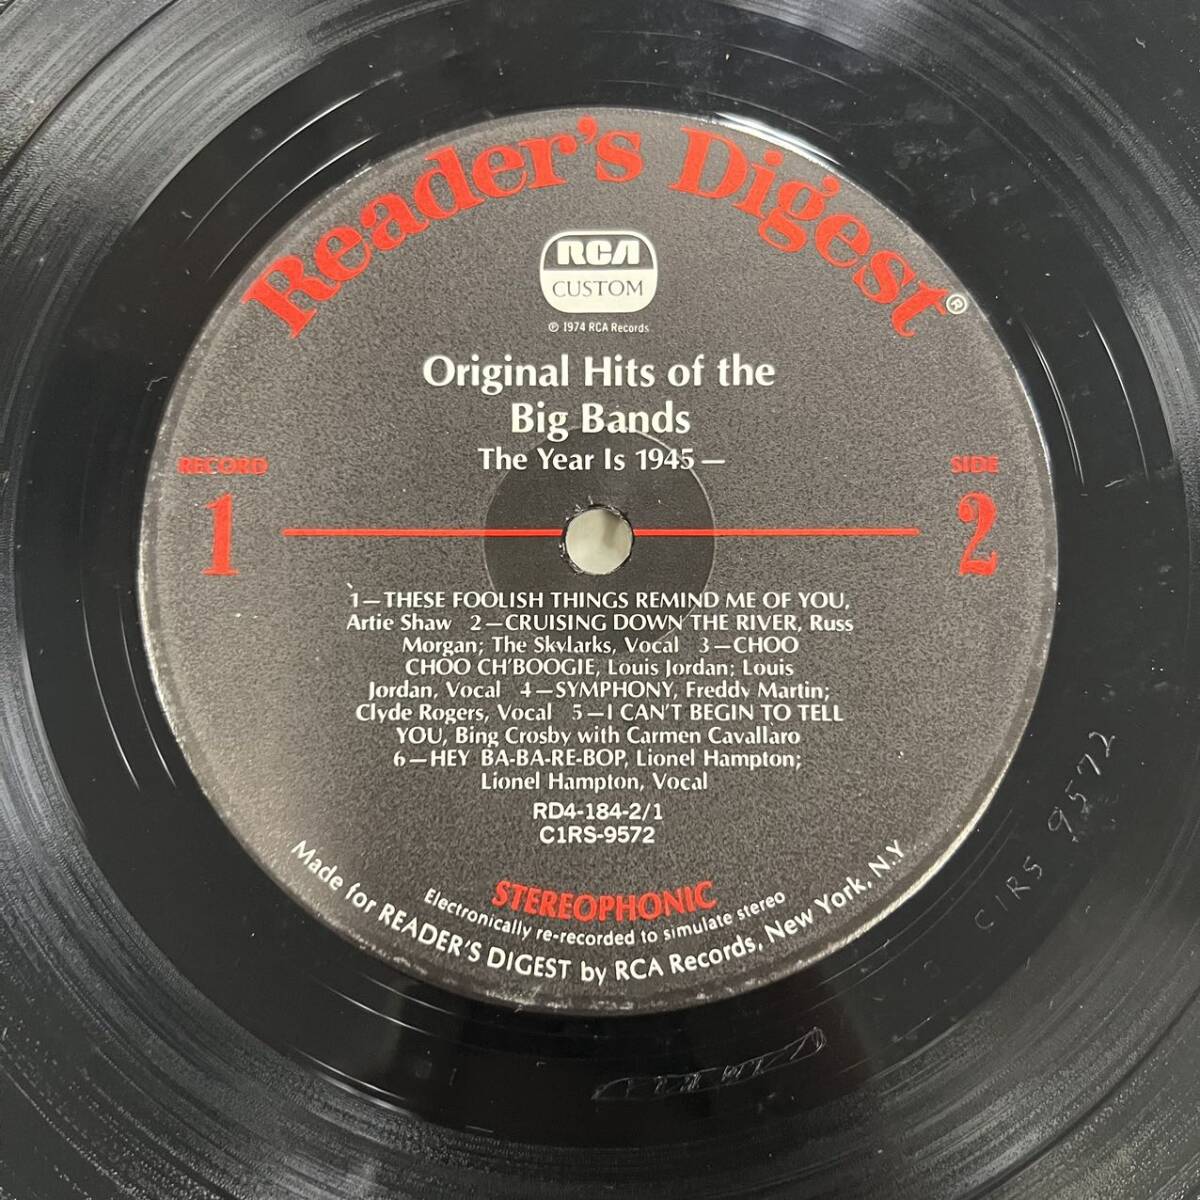 Reader's Digest®
RCA
CUSTOM
℗ 1974 RCA Records
Original Hits of the
Big Bands
The Year Is 1945—
RECORD
1
SIDE
2
1—THESE FOOLISH THINGS REMIND ME OF YOU,
Artie Shaw 2—CRUISING DOWN THE RIVER, Russ
Morgan; The Skylarks, Vocal 3—CHOO
CHOO CH'BOOGIE, Louis Jordan; Louis
Jordan, Vocal 4—SYMPHONY, Freddy Martin;
Clyde Rogers, Vocal 5—I CAN'T BEGIN TO TELL
YOU, Bing Crosby with Carmen Cavallaro
6—HEY BA-BA-RE-BOP, Lionel Hampton;
Lionel Hampton, Vocal
RD4-184-2/1
C1RS-9572
STEREOPHONIC
Electronically re-recorded to simulate stereo
Made for READER'S DIGEST by RCA Records, New York, N.Y
C1RS 9572